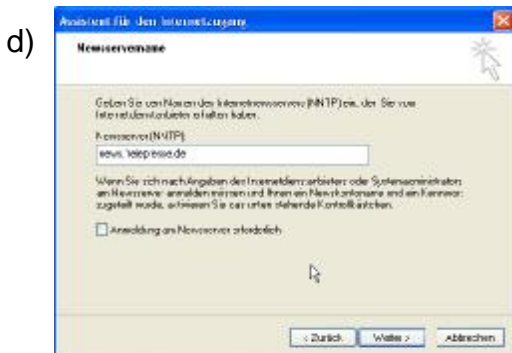 d)
Assistent für den Internetzugang
Newsservername
Geben Sie den Namen des Internetnewsservers (NNTP) ein, der Sie vom
Internetdienstanbieter erhalten haben.
Newsserver (NNTP):
news.telepresse.de
Wenn Sie sich nach Angaben des Internetdienstanbieters oder Systemadministrators
am Newsserver anmelden müssen und Ihnen ein Newskontoname und ein Kennwort
zugeteilt wurde, aktivieren Sie das unten stehende Kontrollkästchen.
Anmeldung am Newsserver erforderlich
< Zurück
Weiter >
Abbrechen